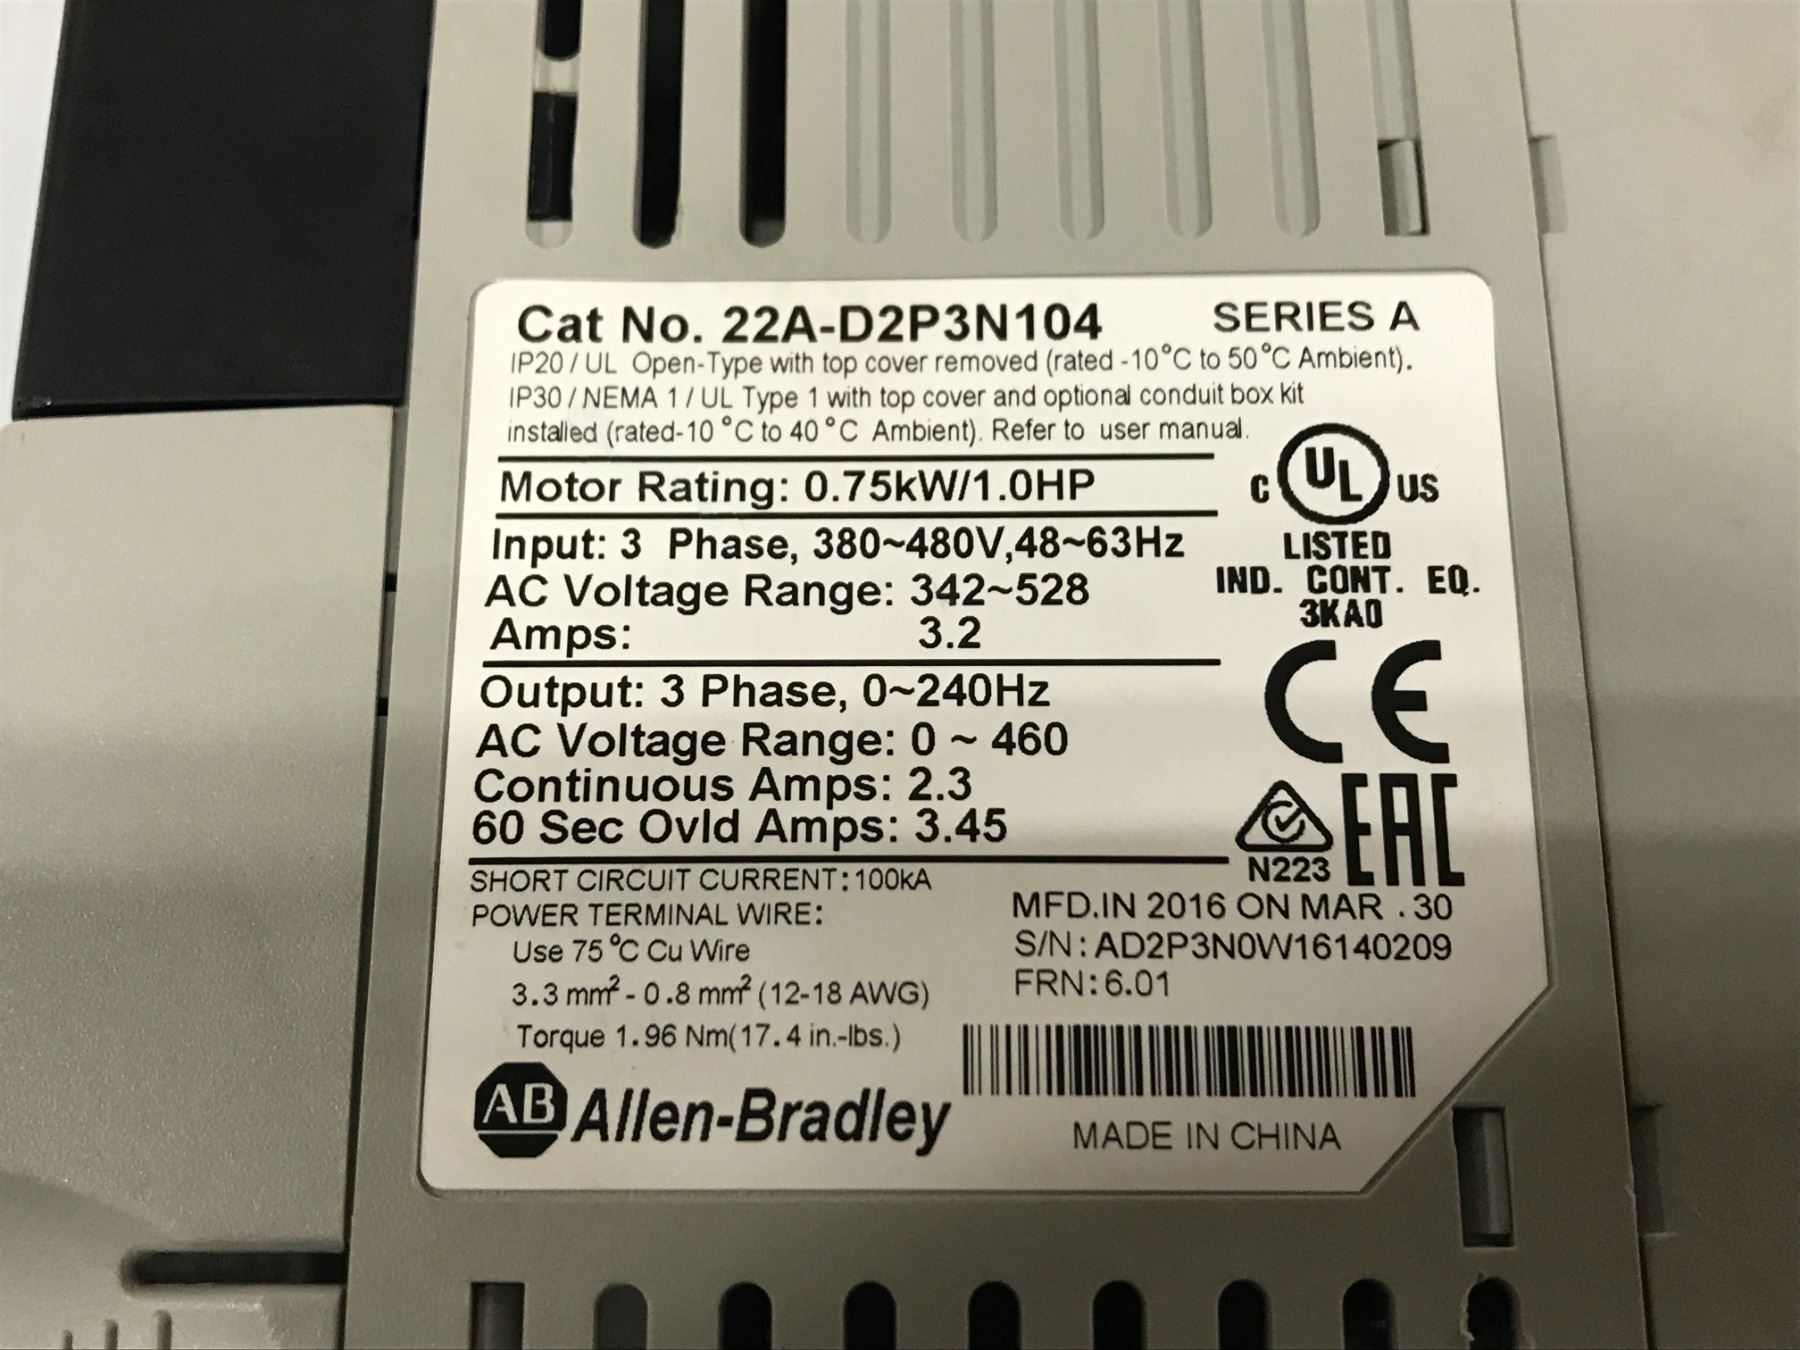 Cat No. 22A-D2P3N104 SERIES A
IP20 / UL Open-Type with top cover removed (rated -10°C to 50°C Ambient).
IP30 / NEMA 1 / UL Type 1 with top cover and optional conduit box kit
installed (rated-10 °C to 40 °C Ambient). Refer to user manual.
Motor Rating: 0.75kW/1.0HP
C UL US
LISTED
IND. CONT. EQ.
3KA0
Input: 3 Phase, 380~480V,48~63Hz
AC Voltage Range: 342~528
Amps: 3.2
CE
Output: 3 Phase, 0~240Hz
AC Voltage Range: 0 ~ 460
Continuous Amps: 2.3
60 Sec Ovld Amps: 3.45
N223
EAC
SHORT CIRCUIT CURRENT: 100kA
POWER TERMINAL WIRE:
Use 75 °C Cu Wire
3.3 mm² - 0.8 mm² (12-18 AWG)
Torque 1.96 Nm(17.4 in.-lbs.)
MFD.IN 2016 ON MAR .30
S/N: AD2P3N0W16140209
FRN: 6.01
AB Allen-Bradley
MADE IN CHINA